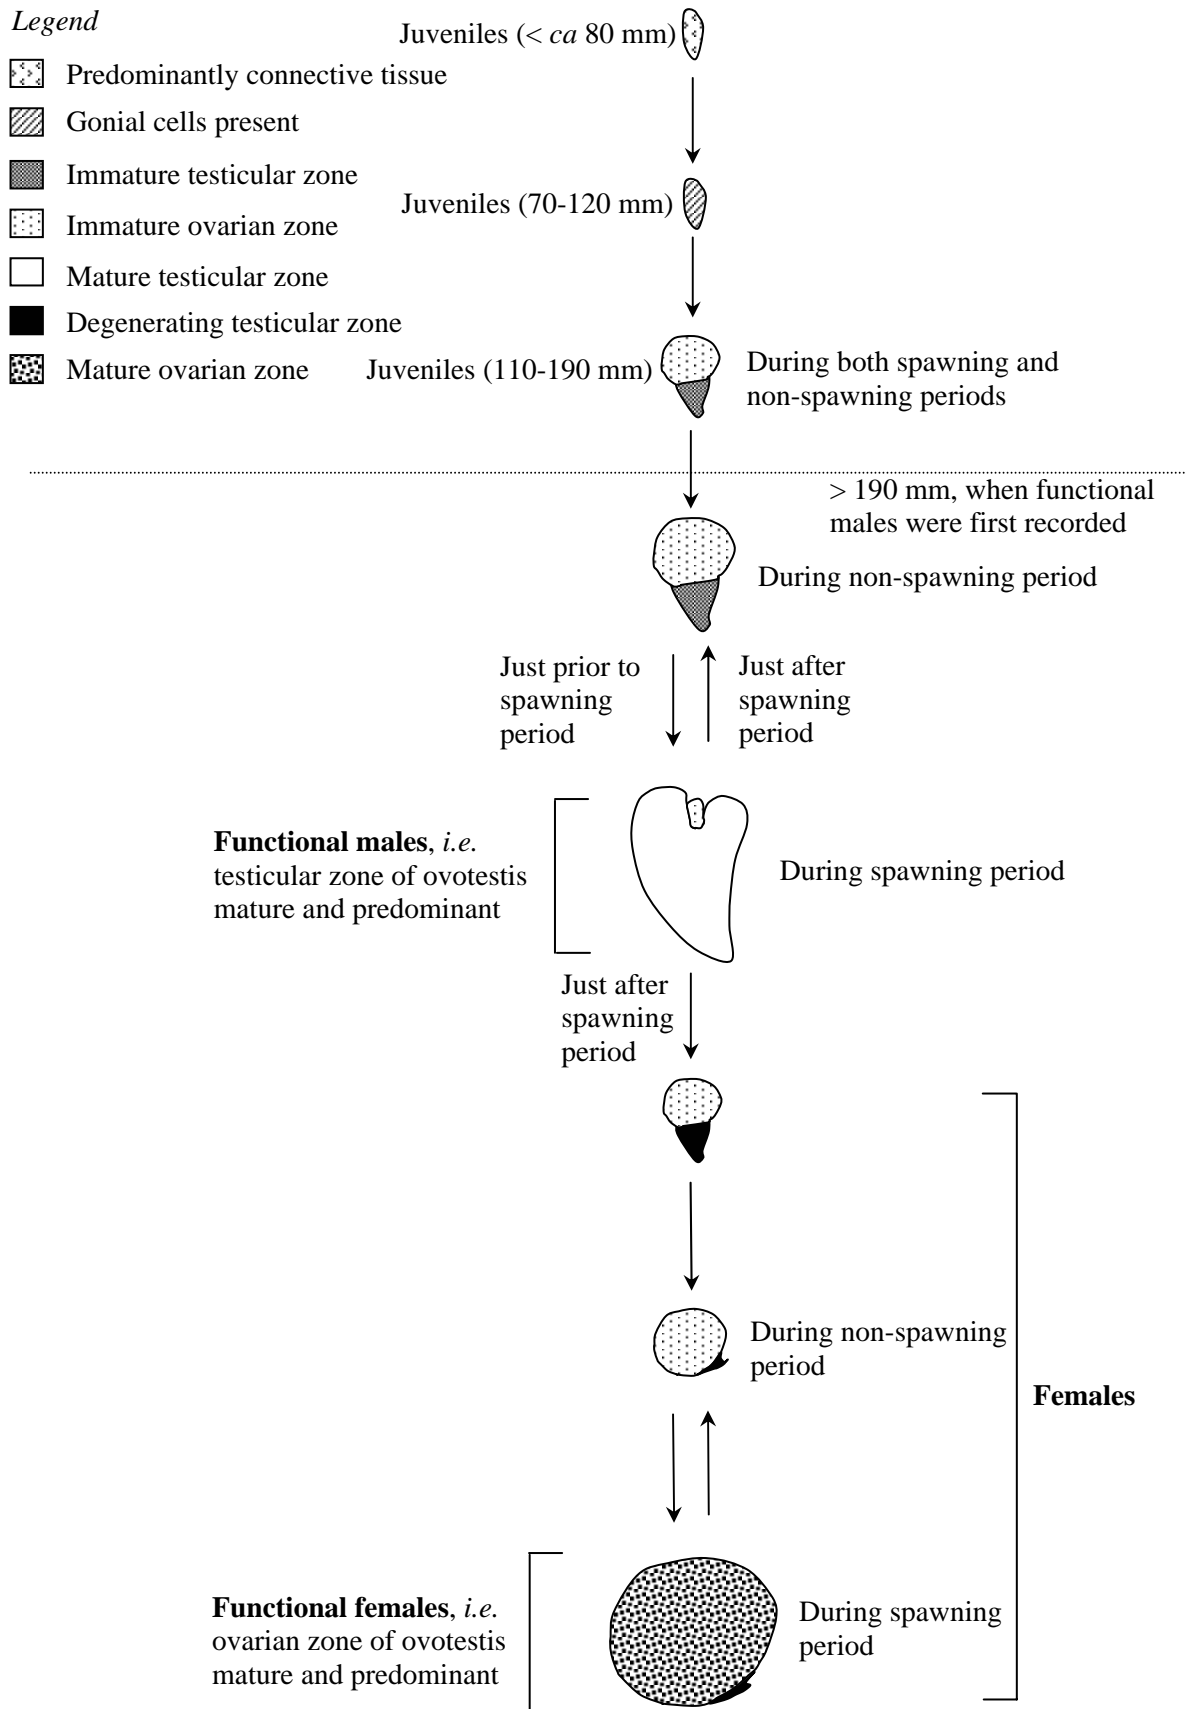 Legend
Predominantly connective tissue
Gonial cells present
Immature testicular zone
Immature ovarian zone
Mature testicular zone
Degenerating testicular zone
Mature ovarian zone
Juveniles (< ca 80 mm)
Juveniles (70-120 mm)
Juveniles (110-190 mm)
During both spawning and
non-spawning periods
> 190 mm, when functional
males were first recorded
During non-spawning period
Just prior to
spawning
period
Just after
spawning
period
Functional males, i.e.
testicular zone of ovotestis
mature and predominant
During spawning period
Just after
spawning
period
During non-spawning
period
Females
Functional females, i.e.
ovarian zone of ovotestis
mature and predominant
During spawning
period